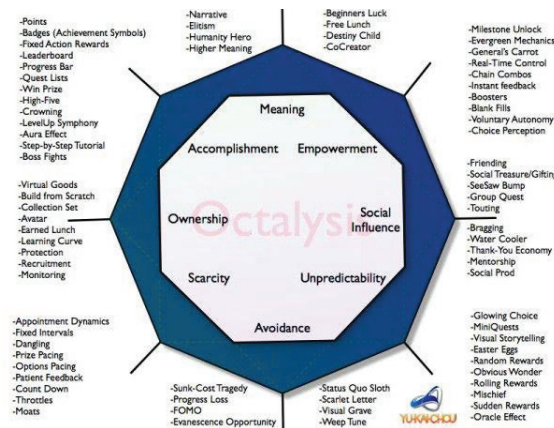 -Points
-Badges (Achievement Symbols)
-Fixed Action Rewards
-Leaderboard
-Progress Bar
-Quest Lists
-Win Prize
-High-Five
-Crowning
-LevelUp Symphony
-Aura Effect
-Step-by-Step Tutorial
-Boss Fights
-Narrative
-Elitism
-Humanity Hero
-Higher Meaning
-Beginners Luck
-Free Lunch
-Destiny Child
-CoCreator
-Milestone Unlock
-Evergreen Mechanics
-General's Carrot
-Real-Time Control
-Chain Combos
-Instant feedback
-Boosters
-Blank Fills
-Voluntary Autonomy
-Choice Perception
Meaning
Accomplishment
Empowerment
Ownership
Octalysis
Social
Influence
Scarcity
Unpredictability
Avoidance
-Virtual Goods
-Build from Scratch
-Collection Set
-Avatar
-Earned Lunch
-Learning Curve
-Protection
-Recruitment
-Monitoring
-Friending
-Social Treasure/Gifting
-SeeSaw Bump
-Group Quest
-Touting
-Bragging
-Water Cooler
-Thank-You Economy
-Mentorship
-Social Prod
-Appointment Dynamics
-Fixed Intervals
-Dangling
-Prize Pacing
-Options Pacing
-Patient Feedback
-Count Down
-Throttles
-Moats
-Sunk-Cost Tragedy
-Progress Loss
-FOMO
-Evanescence Opportunity
-Status Quo Sloth
-Scarlet Letter
-Visual Grave
-Weep Tune
-Glowing Choice
-MiniQuests
-Visual Storytelling
-Easter Eggs
-Random Rewards
-Obvious Wonder
-Rolling Rewards
-Mischief
-Sudden Rewards
-Oracle Effect
YUKAICHOU